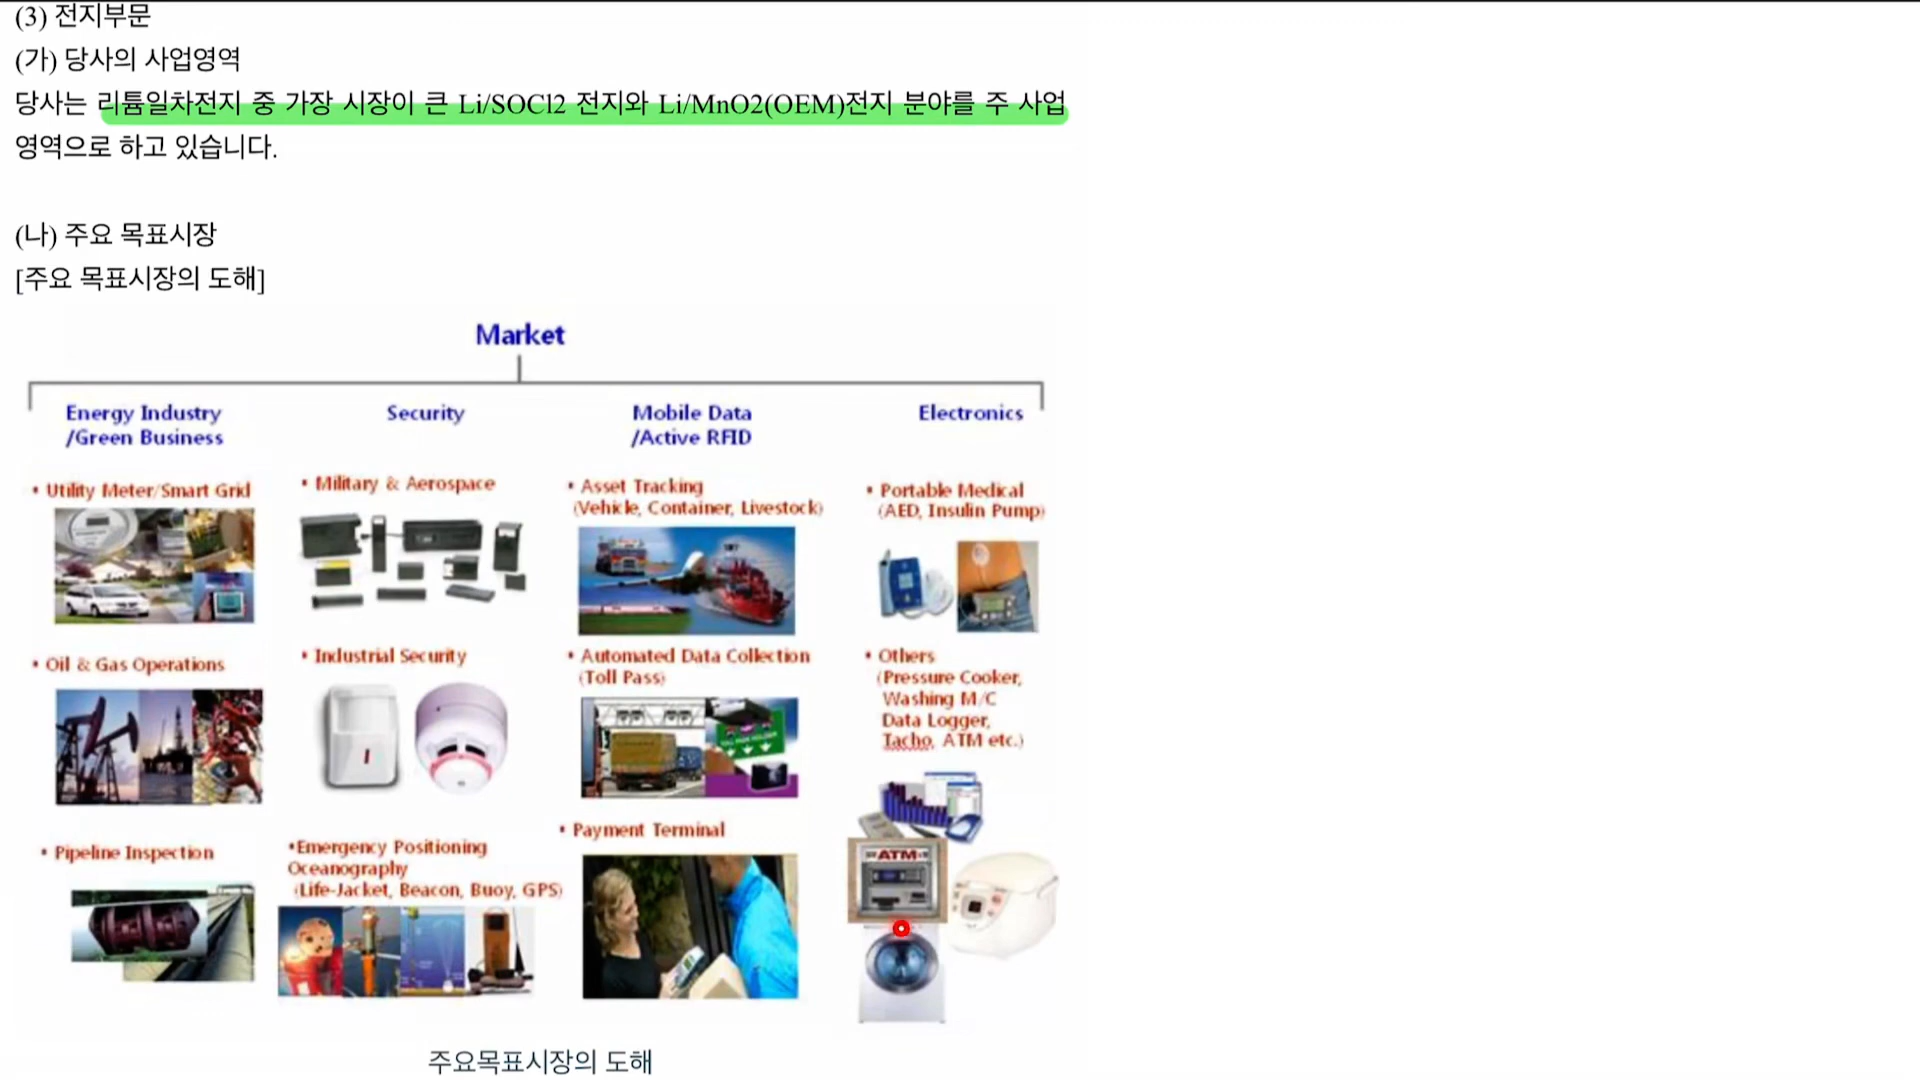 (3) 전지부문
(가) 당사의 사업영역
당사는 리튬일차전지 중 가장 시장이 큰 Li/SOCl2 전지와 Li/MnO2(OEM)전지 분야를 주 사업
영역으로 하고 있습니다.
(나) 주요 목표시장
[주요 목표시장의 도해]
Market
Energy Industry
/Green Business
• Utility Meter/Smart Grid
• Oil & Gas Operations
• Pipeline Inspection
Security
• Military & Aerospace
• Industrial Security
•Emergency Positioning
Oceanography
(Life-Jacket, Beacon, Buoy, GPS)
Mobile Data
/Active RFID
• Asset Tracking
(Vehicle, Container, Livestock)
• Automated Data Collection
(Toll Pass)
• Payment Terminal
Electronics
• Portable Medical
(AED, Insulin Pump)
• Others
(Pressure Cooker,
Washing M/C
Data Logger,
Tacho, ATM etc.)
ATM
주요목표시장의 도해